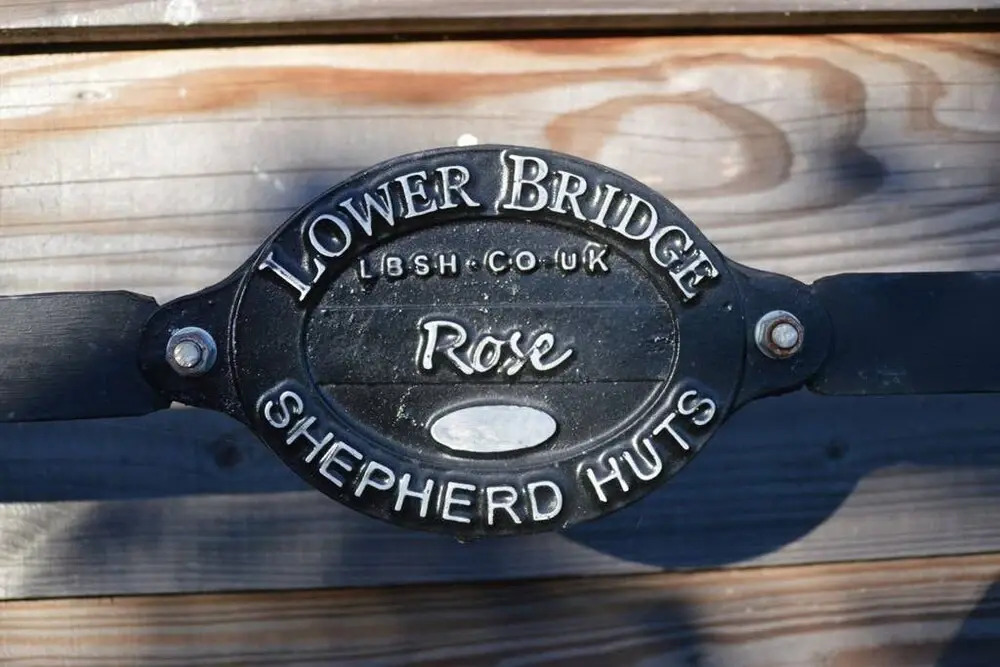 LOWER BRIDGE
LBSH·CO·UK
Rose
SHEPHERD HUTS